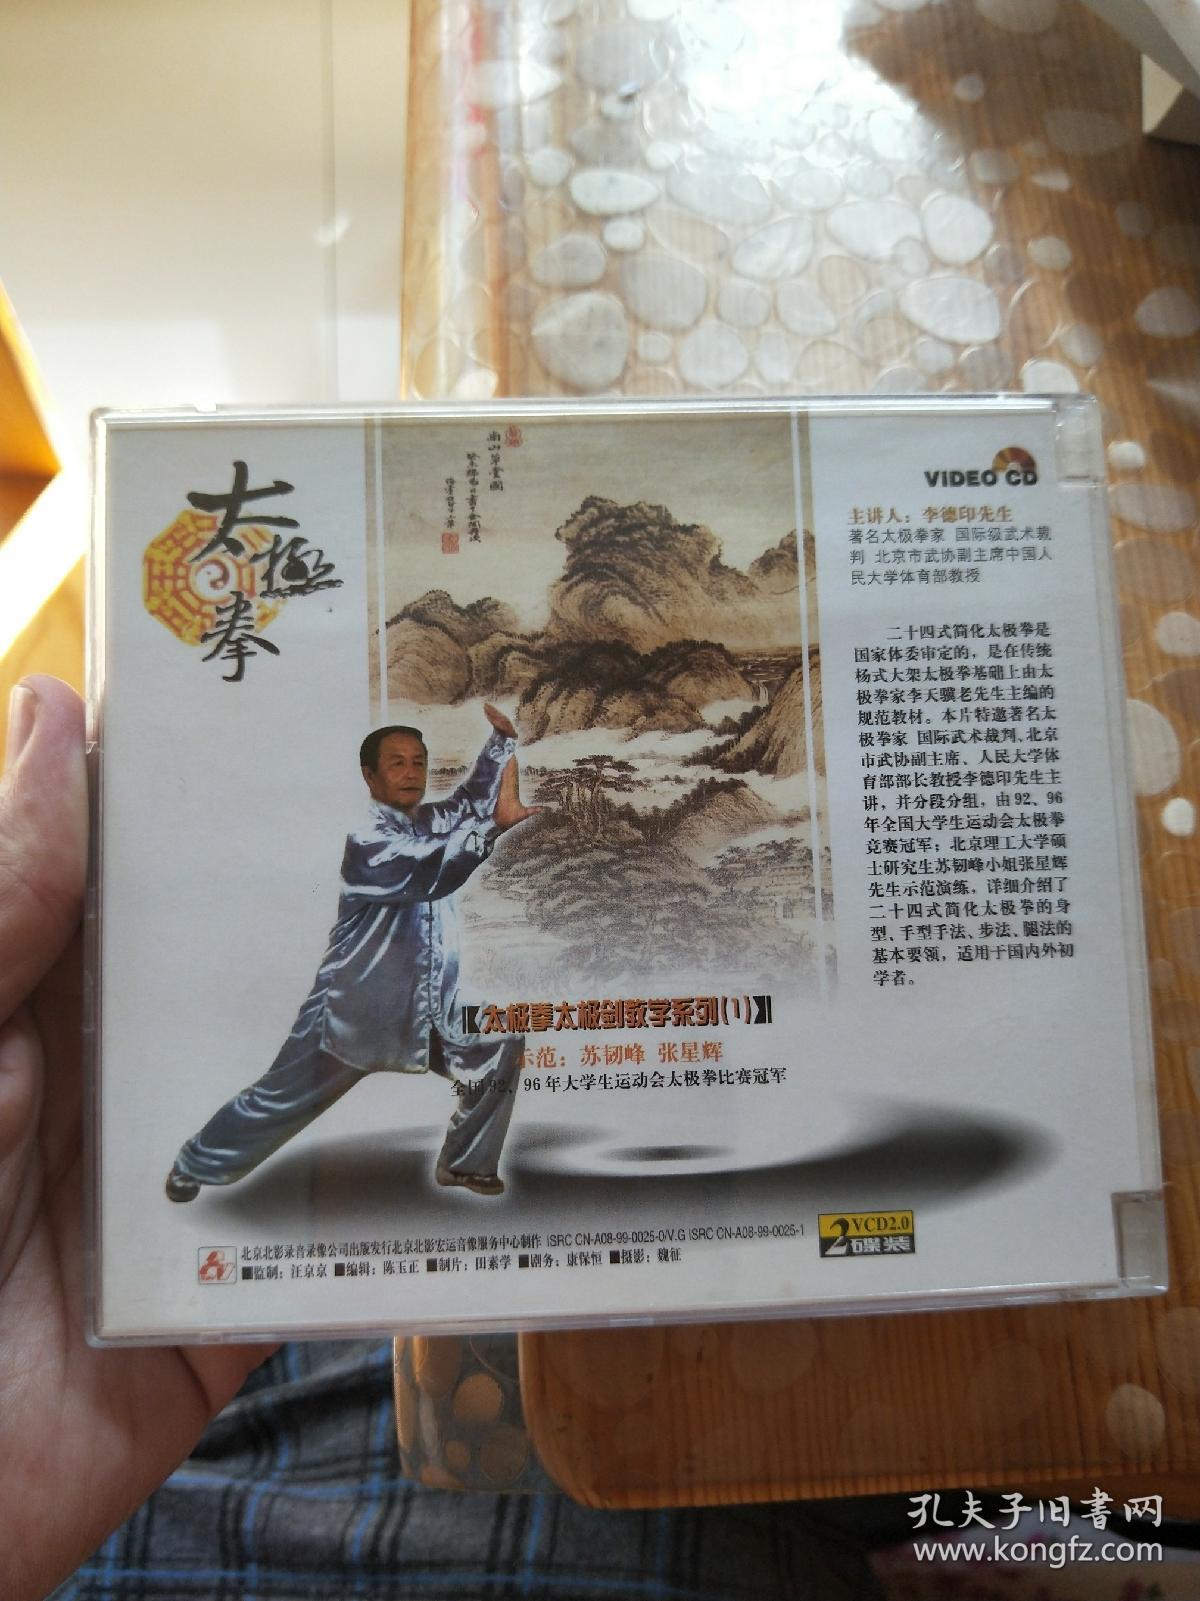 太極拳
南山草堂圖
VIDEO CD
主讲人：李德印先生
著名太极拳家 国际级武术裁
判 北京市武协副主席中国人
民大学体育部教授
二十四式简化太极拳是
国家体委审定的，是在传统
杨式大架太极拳基础上由太
极拳家李天骥老先生主编的
规范教材。本片特邀著名太
极拳家 国际武术裁判、北京
市武协副主席、人民大学体
育部部长教授李德印先生主
讲，并分段分组，由92、96
年全国大学生运动会太极拳
竞赛冠军；北京理工大学硕
士研究生苏韧峰小姐张星辉
先生示范演练，详细介绍了
二十四式简化太极拳的身
型、手型手法、步法、腿法的
基本要领，适用于国内外初
学者。
【太极拳太极剑教学系列(1)】
示范：苏韧峰 张星辉
全国92、96年大学生运动会太极拳比赛冠军
北京北影录音录像公司出版发行北京北影宏运音像服务中心制作 ISRC CN-A08-99-0025-0/V.G ISRC CN-A08-99-0025-1
■监制：汪京京 ■编辑：陈玉正 ■制片：田素学 ■剧务：康保恒 ■摄影：魏征
2 VCD2.0
碟装
孔夫子旧书网
www.kongfz.com